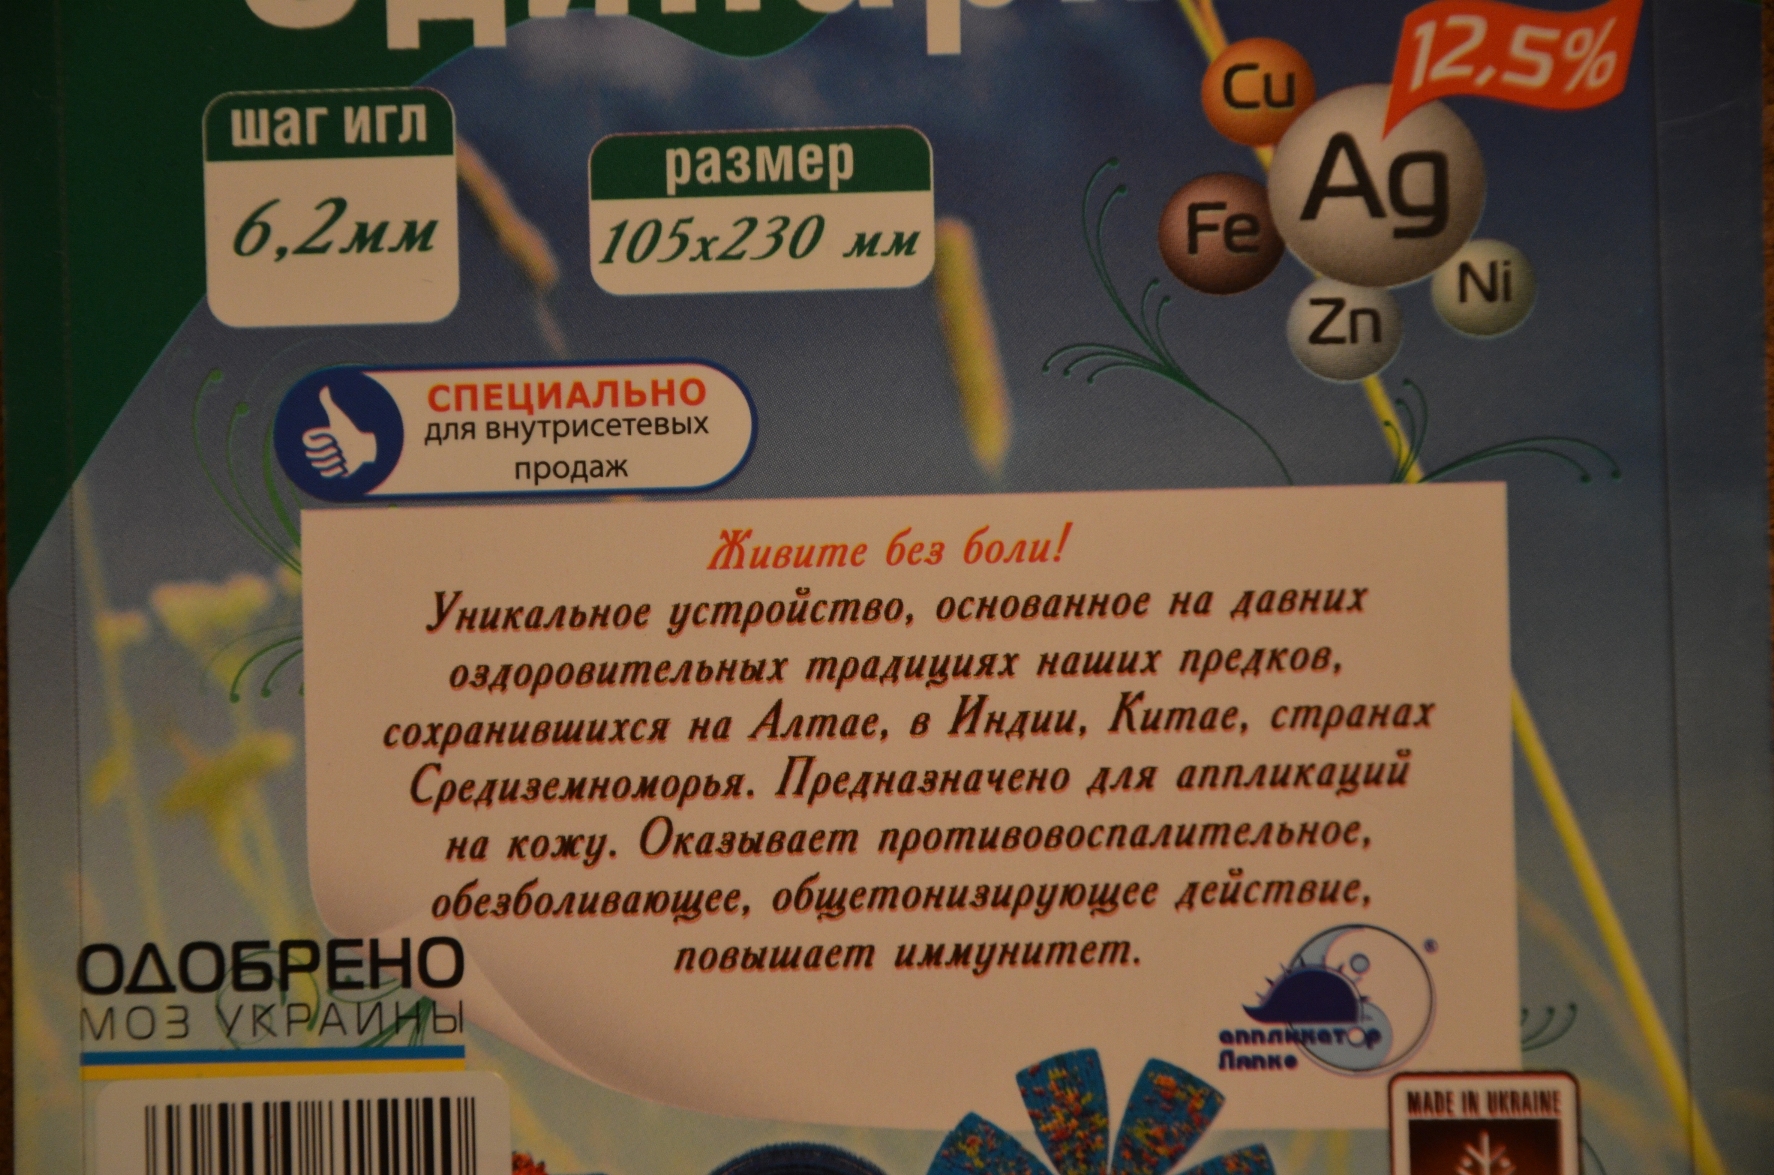 шаг игл
6,2мм
размер
105х230 мм
12,5%
Cu
Ag
Fe
Ni
Zn
СПЕЦИАЛЬНО
для внутрисетевых
продаж
Живите без боли!
Уникальное устройство, основанное на давних
оздоровительных традициях наших предков,
сохранившихся на Алтае, в Индии, Китае, странах
Средиземноморья. Предназначено для аппликаций
на кожу. Оказывает противовоспалительное,
обезболивающее, общетонизирующее действие,
повышает иммунитет.
ОДОБРЕНО
МОЗ УКРАИНЫ
аппликатор
Ляпко
®
MADE IN UKRAINE